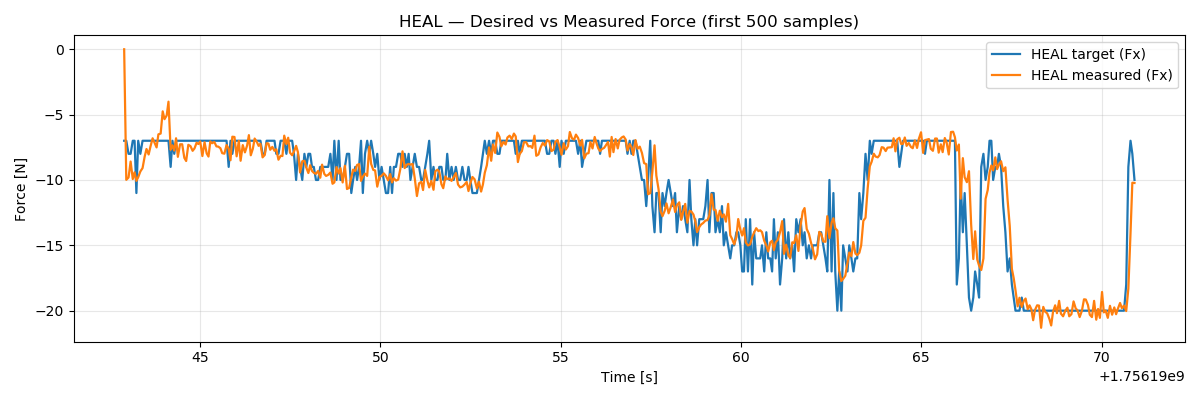 HEAL — Desired vs Measured Force (first 500 samples)
HEAL target (Fx)
HEAL measured (Fx)
Force [N]
0
−5
−10
−15
−20
45
50
55
60
65
70
Time [s]
+1.75619e9